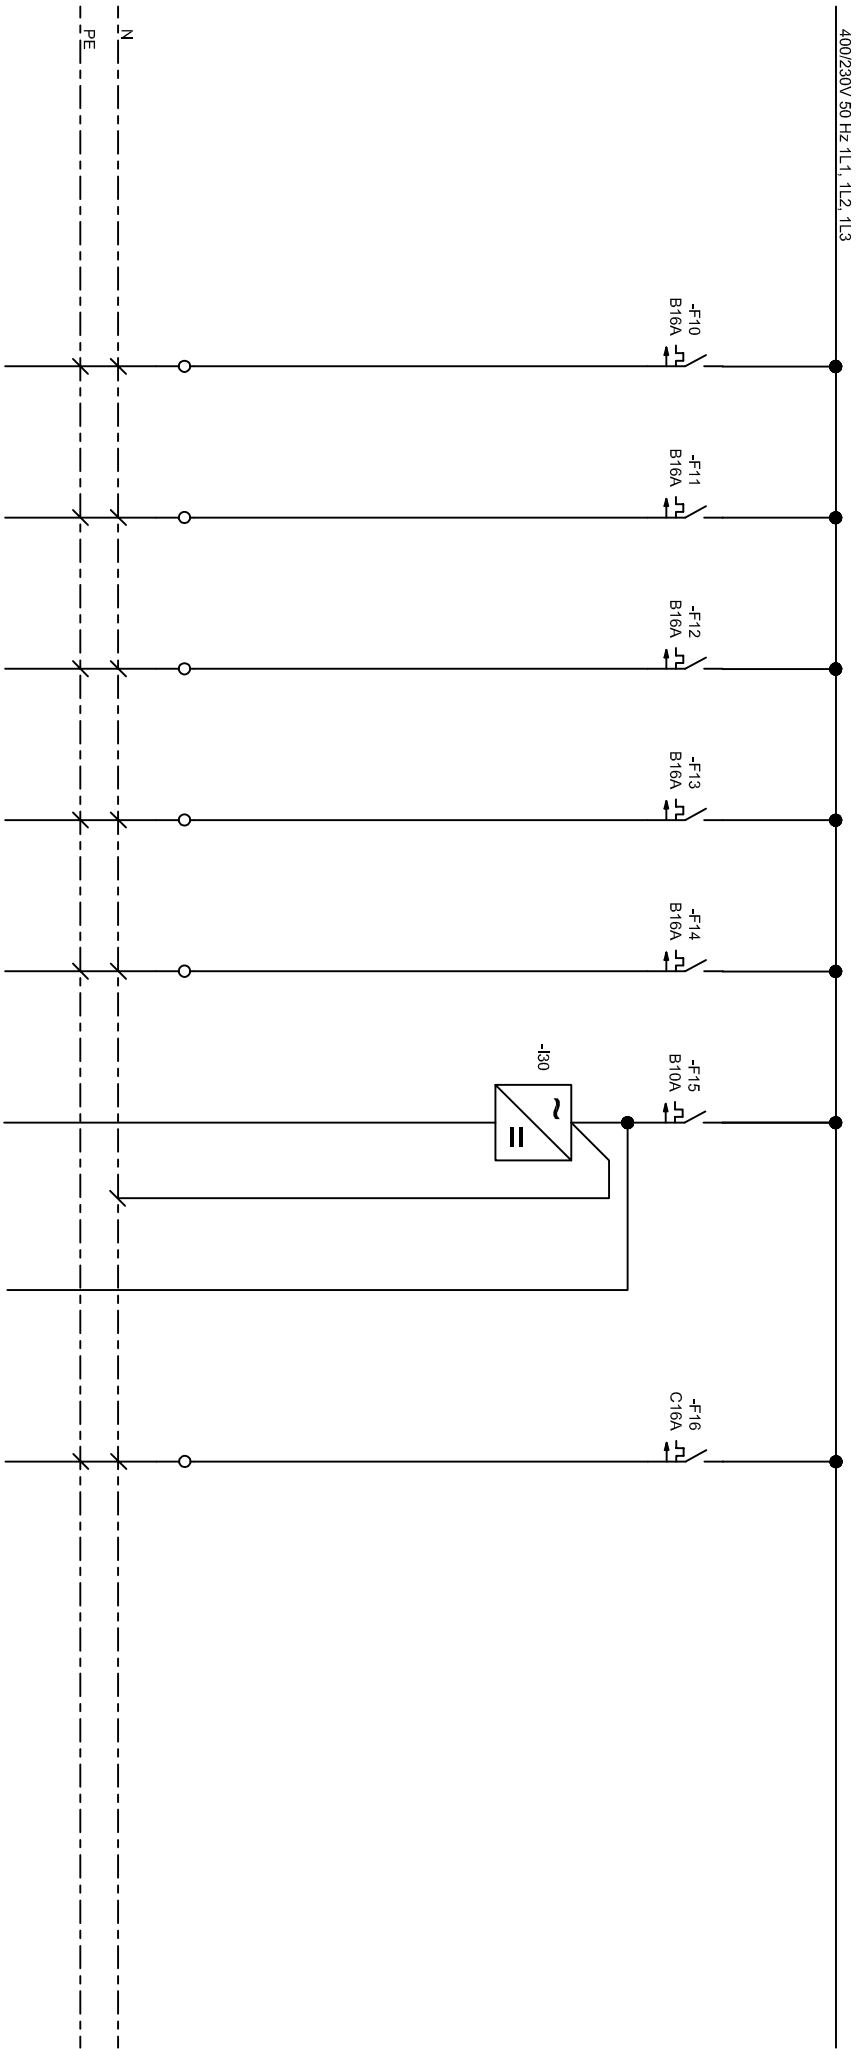 400/230V 50 Hz 1L1, 1L2, 1L3
-F10
B16A
-F11
B16A
-F12
B16A
-F13
B16A
-F14
B16A
-F15
B10A
-F16
C16A
-I30
~
=
N
PE